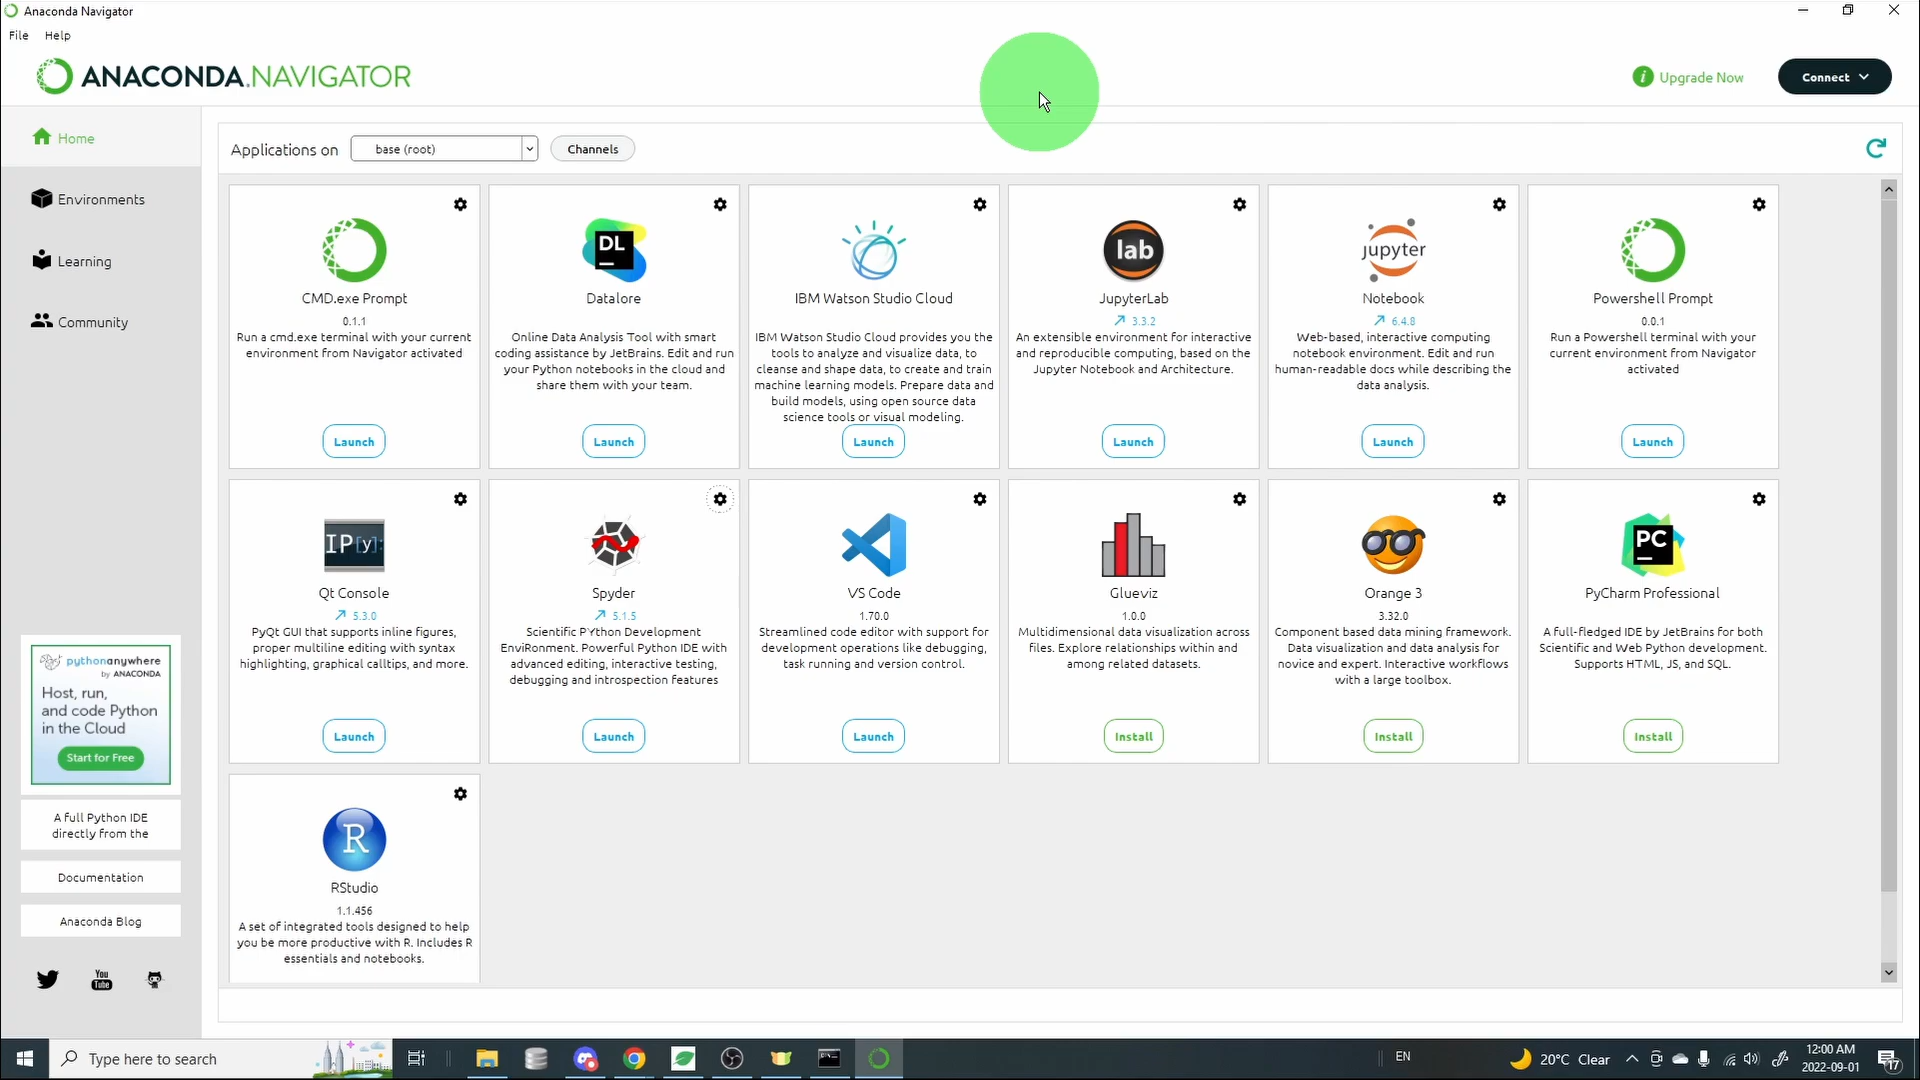 Anaconda Navigator
File Help
ANACONDA.NAVIGATOR
Upgrade Now
Connect
Home
Environments
Learning
Community
Applications on base (root) Channels
CMD.exe Prompt
0.1.1
Run a cmd.exe terminal with your current
environment from Navigator activated
Launch
DL
Datalore
Online Data Analysis Tool with smart
coding assistance by JetBrains. Edit and run
your Python notebooks in the cloud and
share them with your team.
Launch
IBM Watson Studio Cloud
IBM Watson Studio Cloud provides you the
tools to analyze and visualize data, to
cleanse and shape data, to create and train
machine learning models. Prepare data and
build models, using open source data
science tools or visual modeling.
Launch
lab
JupyterLab
3.3.2
An extensible environment for interactive
and reproducible computing, based on the
Jupyter Notebook and Architecture.
Launch
jupyter
Notebook
6.4.8
Web-based, interactive computing
notebook environment. Edit and run
human-readable docs while describing the
data analysis.
Launch
Powershell Prompt
0.0.1
Run a Powershell terminal with your
current environment from Navigator
activated
Launch
IP[y]:
Qt Console
5.3.0
PyQt GUI that supports inline figures,
proper multiline editing with syntax
highlighting, graphical calltips, and more.
Launch
Spyder
5.1.5
Scientific PYthon Development
EnviRonment. Powerful Python IDE with
advanced editing, interactive testing,
debugging and introspection features
Launch
VS Code
1.70.0
Streamlined code editor with support for
development operations like debugging,
task running and version control.
Launch
Glueviz
1.0.0
Multidimensional data visualization across
files. Explore relationships within and
among related datasets.
Install
Orange 3
3.32.0
Component based data mining framework.
Data visualization and data analysis for
novice and expert. Interactive workflows
with a large toolbox.
Install
PC
PyCharm Professional
A full-fledged IDE by JetBrains for both
Scientific and Web Python development.
Supports HTML, JS, and SQL.
Install
R
RStudio
1.1.456
A set of integrated tools designed to help
you be more productive with R. Includes R
essentials and notebooks.
pythonanywhere
by ANACONDA
Host, run,
and code Python
in the Cloud
Start for Free
A full Python IDE
directly from the
Documentation
Anaconda Blog
You
Tube
Type here to search
EN
20°C Clear
12:00 AM
2022-09-01
17